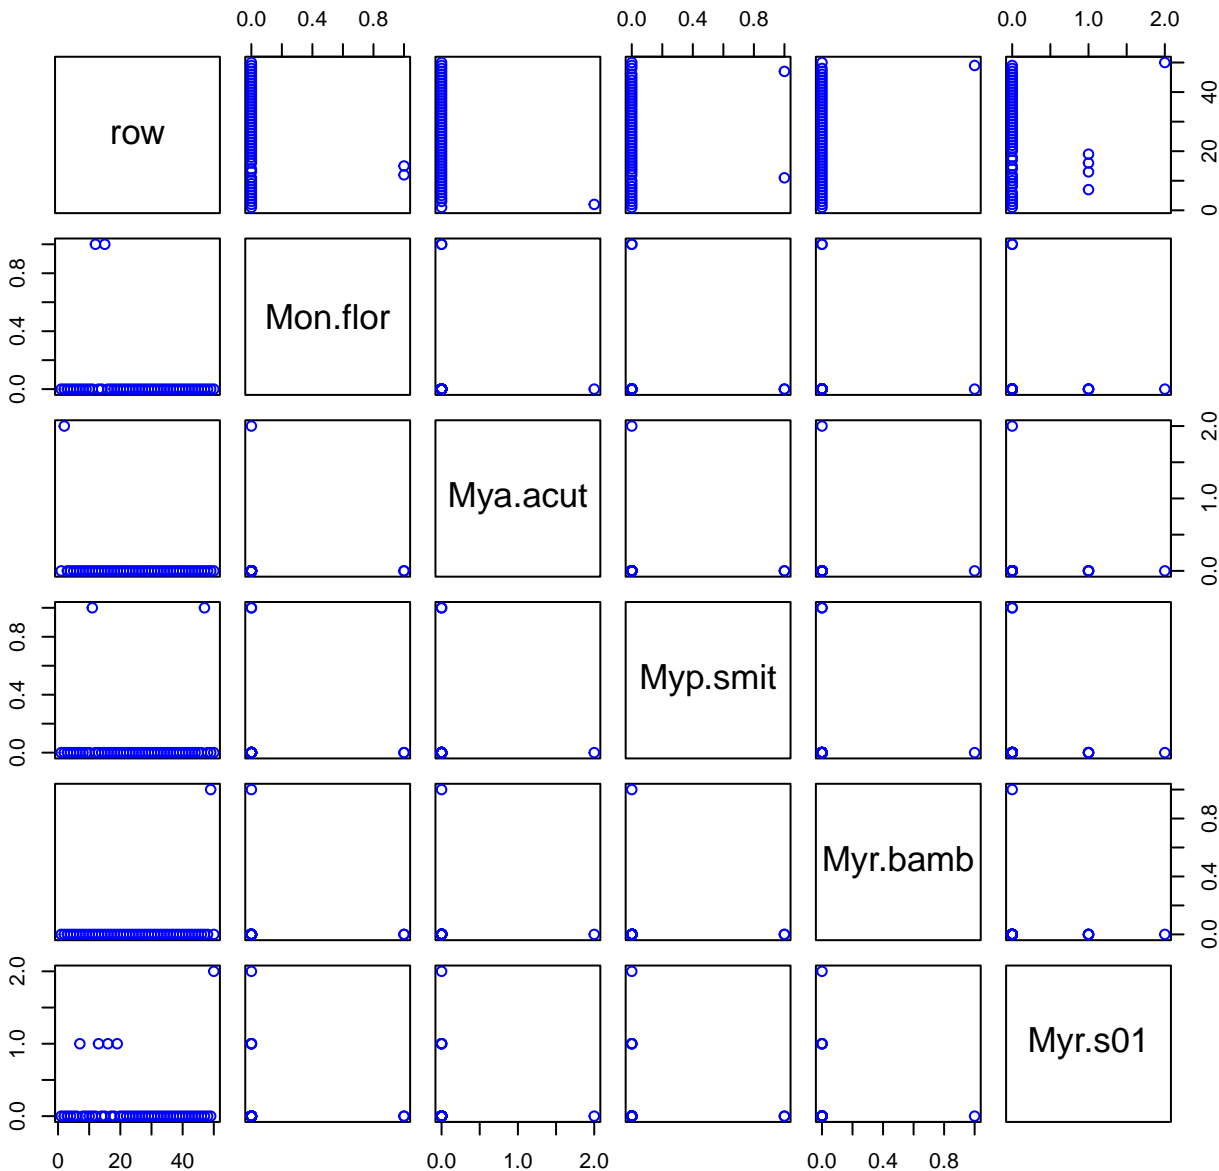 0.0 0.4 0.8 0.0 0.4 0.8 0.0 1.0 2.0
row 0 20 40
0.0 0.4 0.8 Mon.flor
Mya.acut 0.0 1.0 2.0
0.0 0.4 0.8 Myp.smit
Myr.bamb 0.0 0.4 0.8
0.0 1.0 2.0 Myr.s01
0 20 40 0.0 1.0 2.0 0.0 0.4 0.8